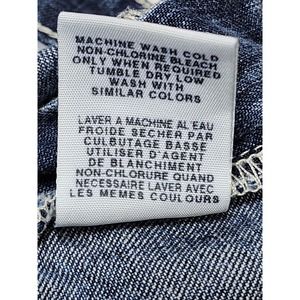 MACHINE WASH COLD
NON-CHLORINE BLEACH
ONLY WHEN REQUIRED
TUMBLE DRY LOW
WASH WITH
SIMILAR COLORS
LAVER A MACHINE AL'EAU
FROIDE SECHER PAR
CULBUTAGE BASSE
UTILISER D'AGENT
DE BLANCHIMENT
NON-CHLORURE QUAND
NECESSAIRE LAVER AVEC
LES MEMES COULOURS